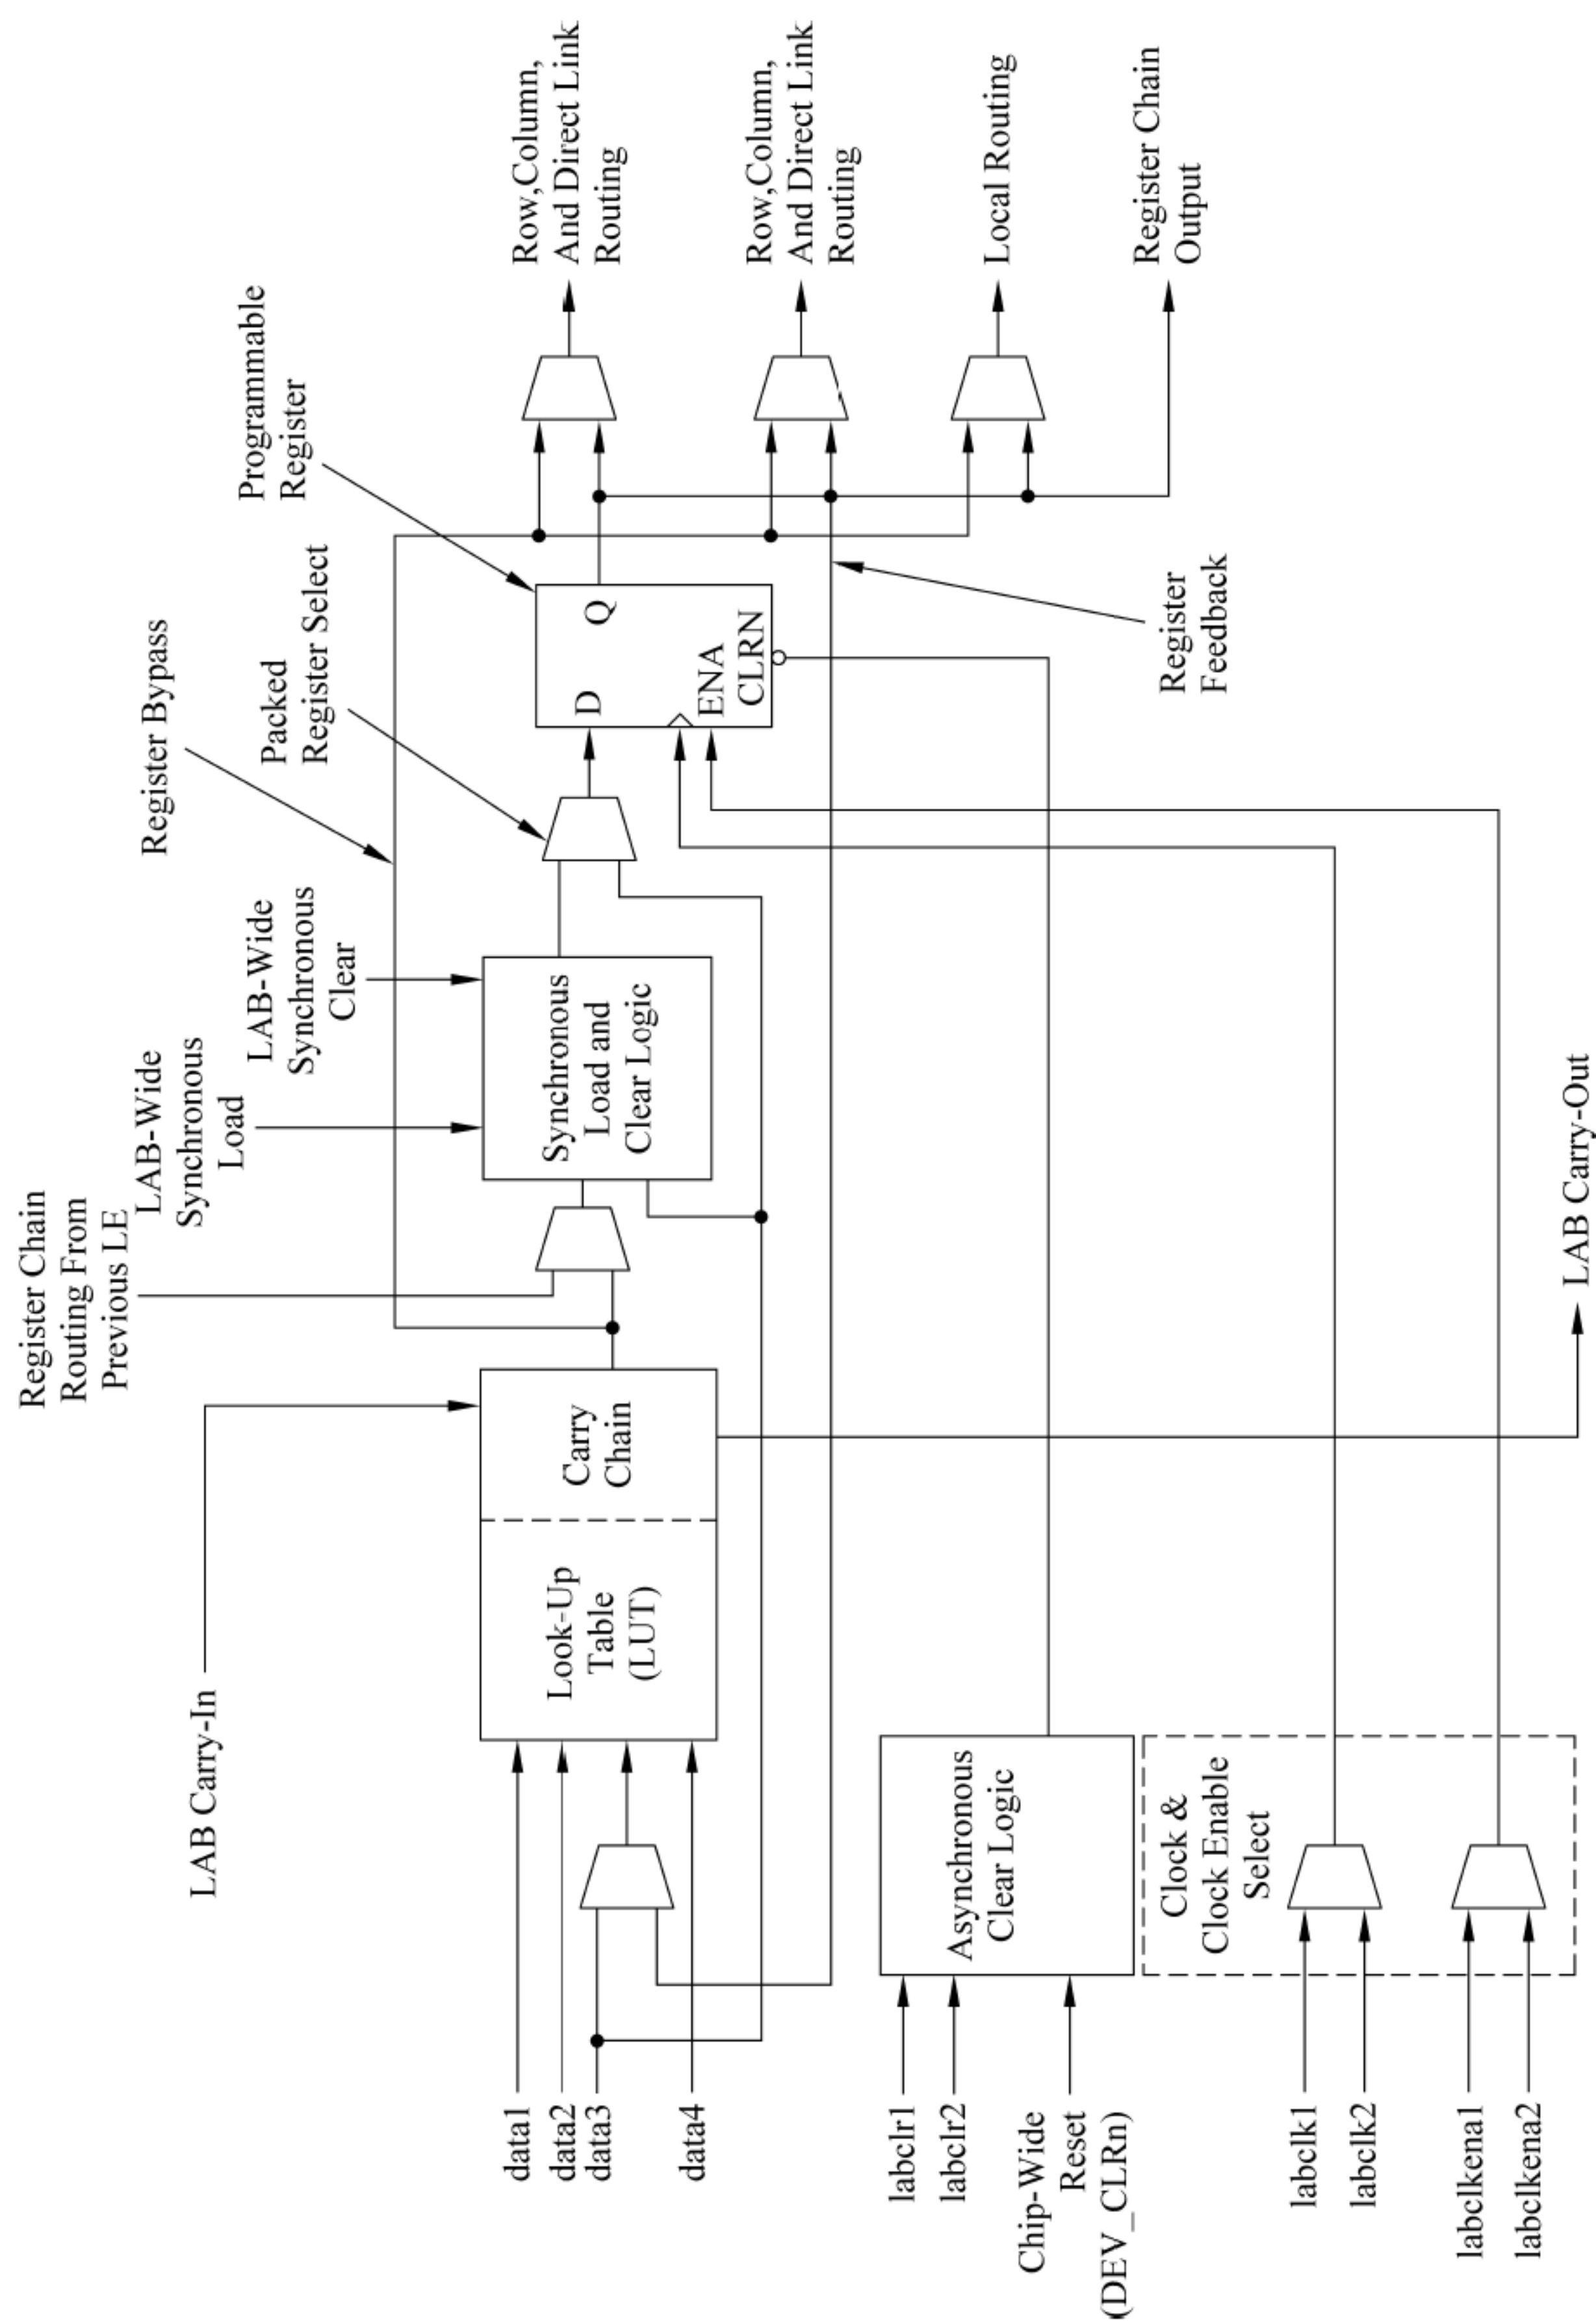 Register Chain
Routing From
Previous LE
LAB-Wide
Synchronous
Load
LAB-Wide
Synchronous
Clear
Register Bypass
Packed
Register Select
Programmable
Register
LAB Carry-In
data1
data2
data3
data4
Look-Up
Table
(LUT)
Carry
Chain
Synchronous
Load and
Clear Logic
D
Q
ENA
CLRN
Row,Column,
And Direct Link
Routing
Row,Column,
And Direct Link
Routing
Local Routing
Register Chain
Output
Register
Feedback
labclr1
labclr2
Chip-Wide
Reset
(DEV_CLRn)
Asynchronous
Clear Logic
Clock &
Clock Enable
Select
labclk1
labclk2
labclkena1
labclkena2
LAB Carry-Out